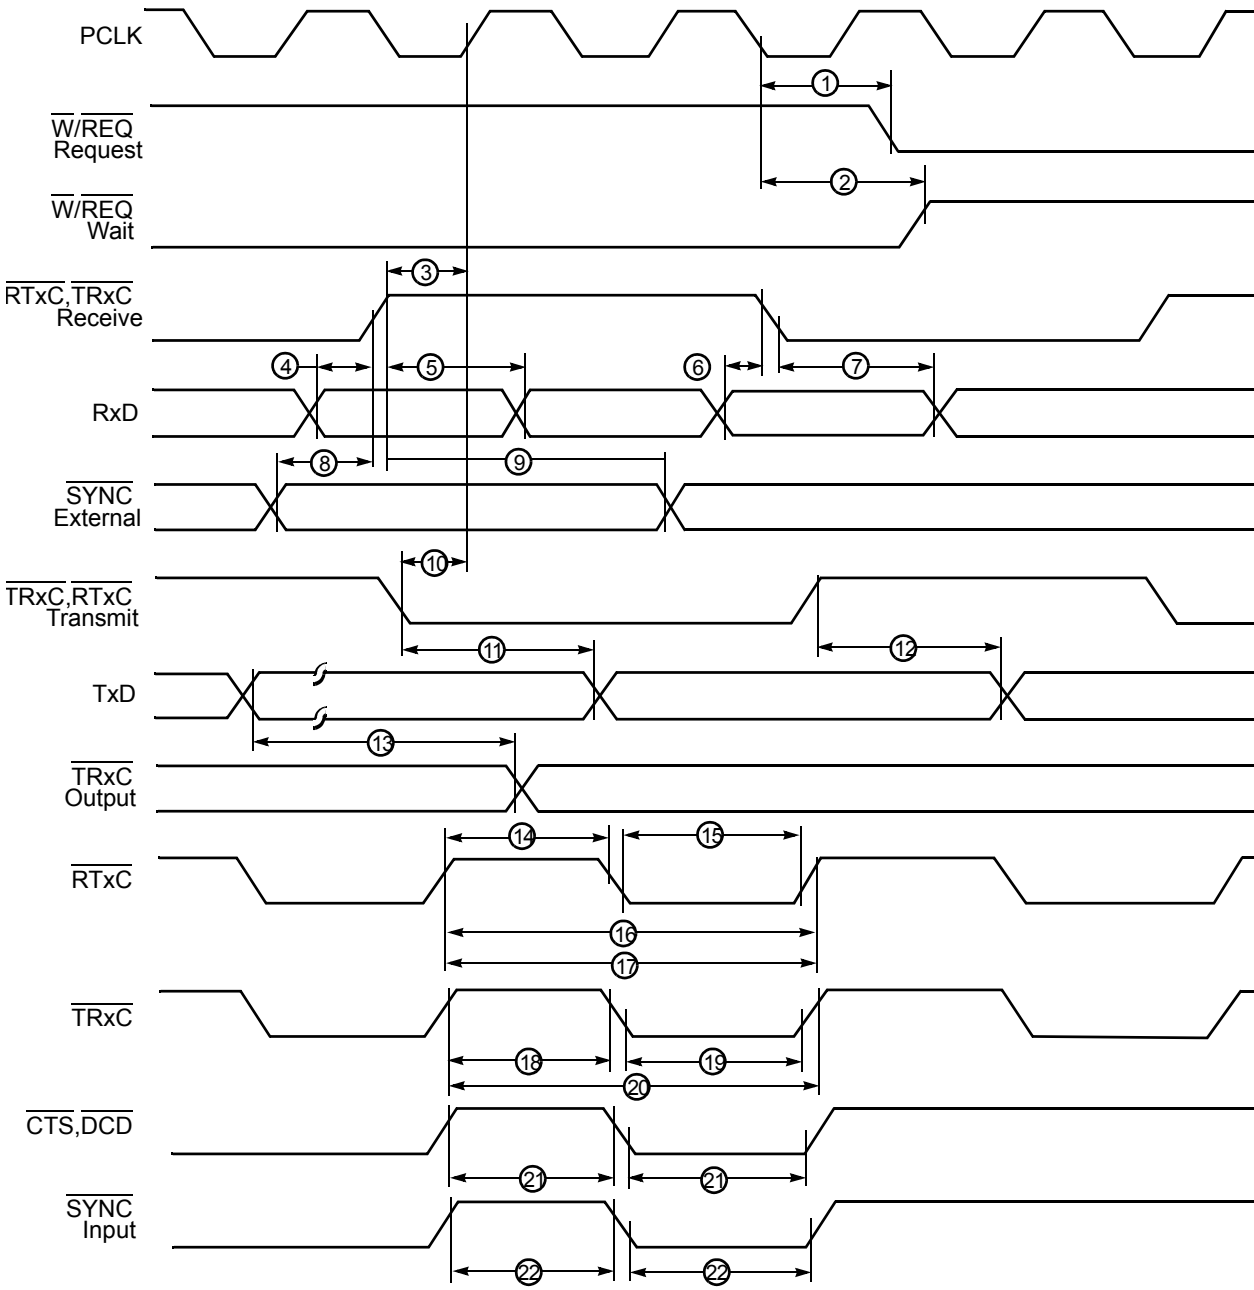 PCLK
1
W/REQ
Request
2
W/REQ
Wait
3
RTxC,TRxC
Receive
4
5
6
7
RxD
8
9
SYNC
External
10
TRxC,RTxC
Transmit
11
12
TxD
13
TRxC
Output
14
15
RTxC
16
17
TRxC
18
19
20
CTS,DCD
21
21
SYNC
Input
22
22